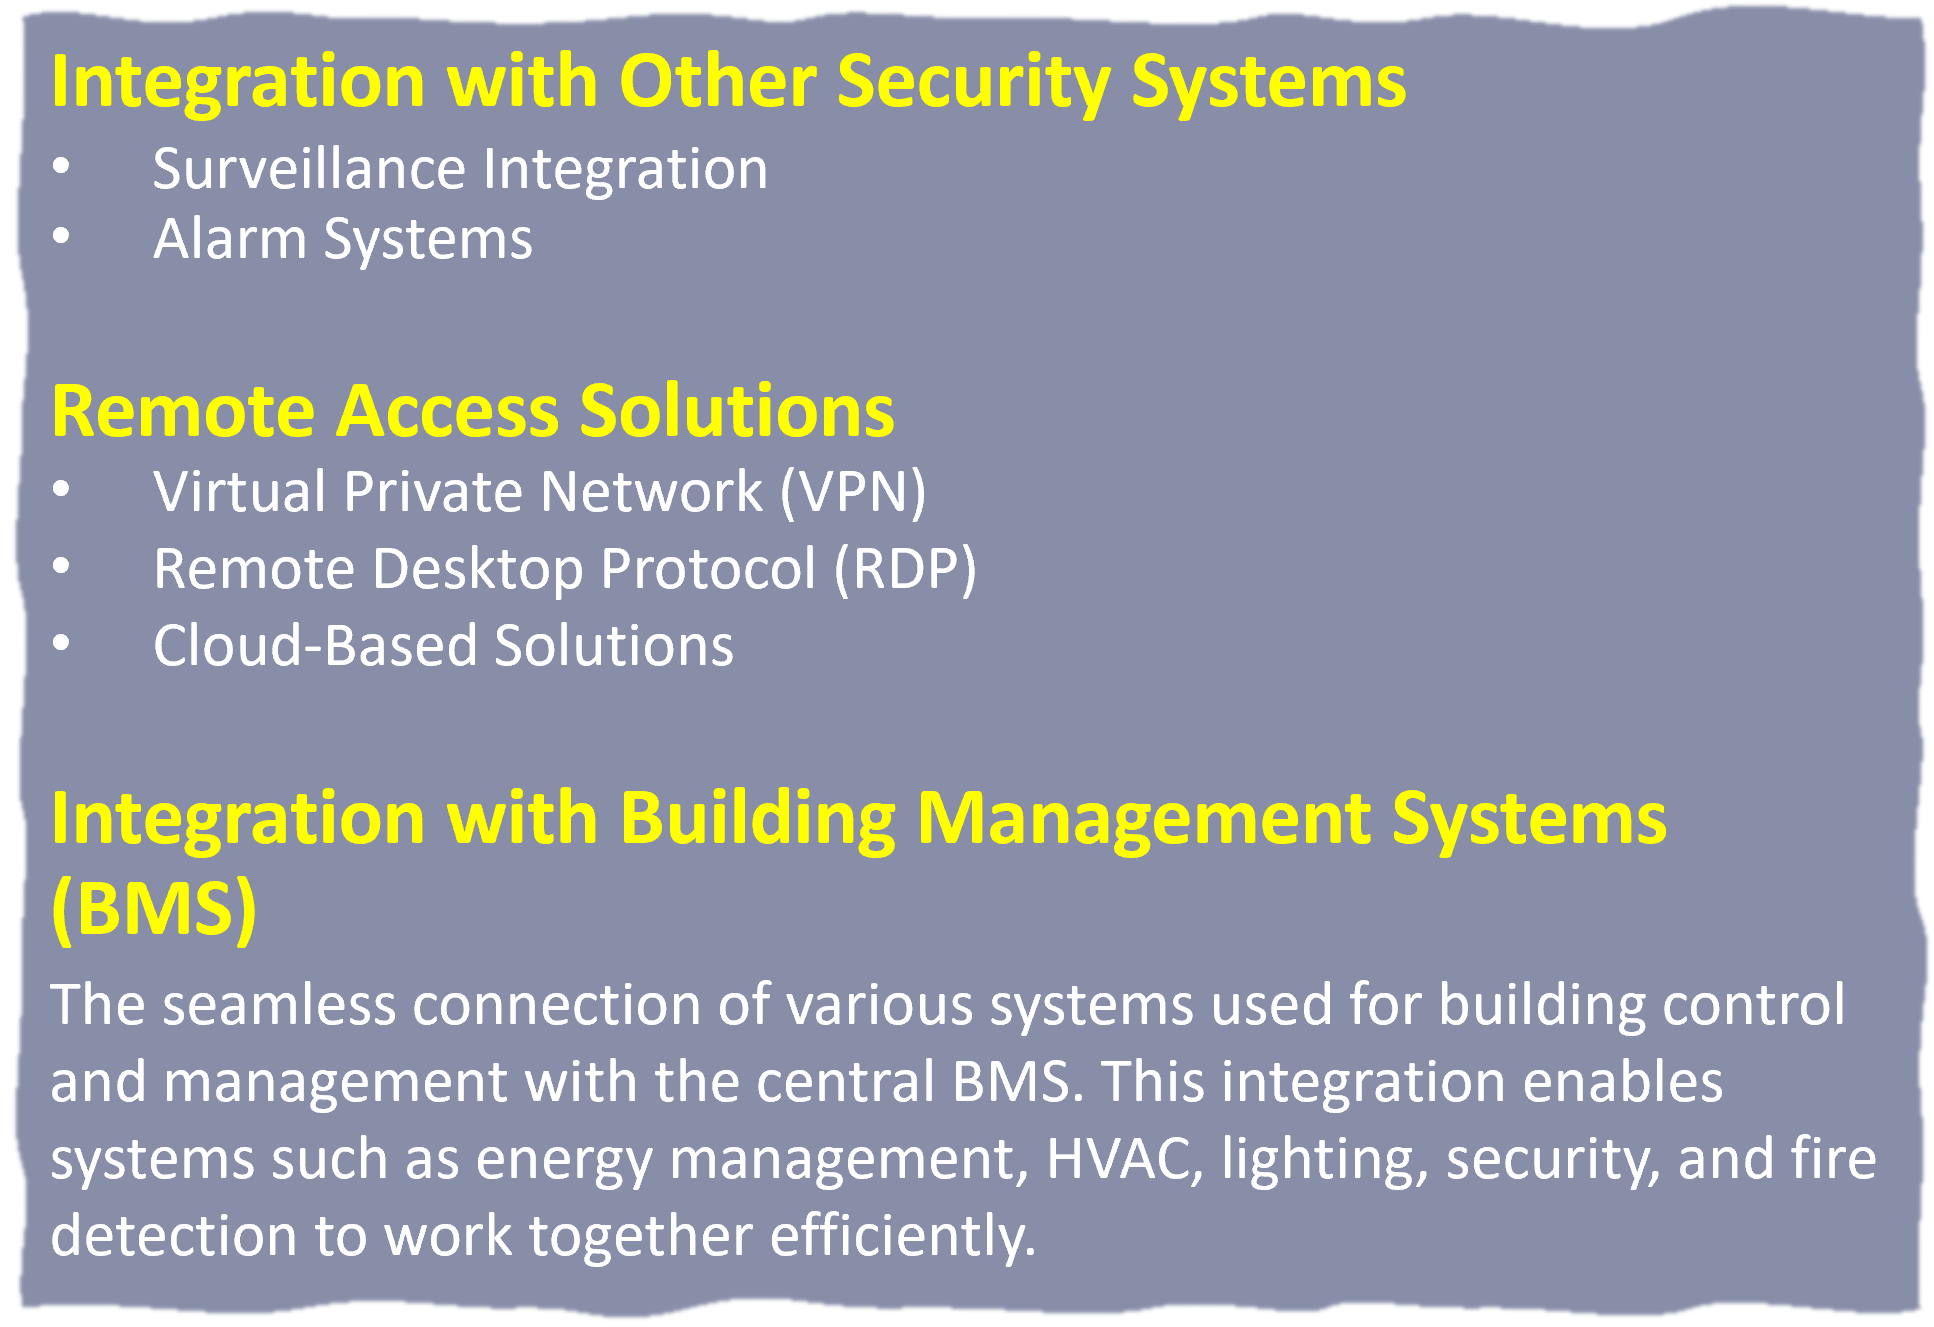 Integration with Other Security Systems
• Surveillance Integration
• Alarm Systems
Remote Access Solutions
• Virtual Private Network (VPN)
• Remote Desktop Protocol (RDP)
• Cloud-Based Solutions
Integration with Building Management Systems
(BMS)
The seamless connection of various systems used for building control
and management with the central BMS. This integration enables
systems such as energy management, HVAC, lighting, security, and fire
detection to work together efficiently.